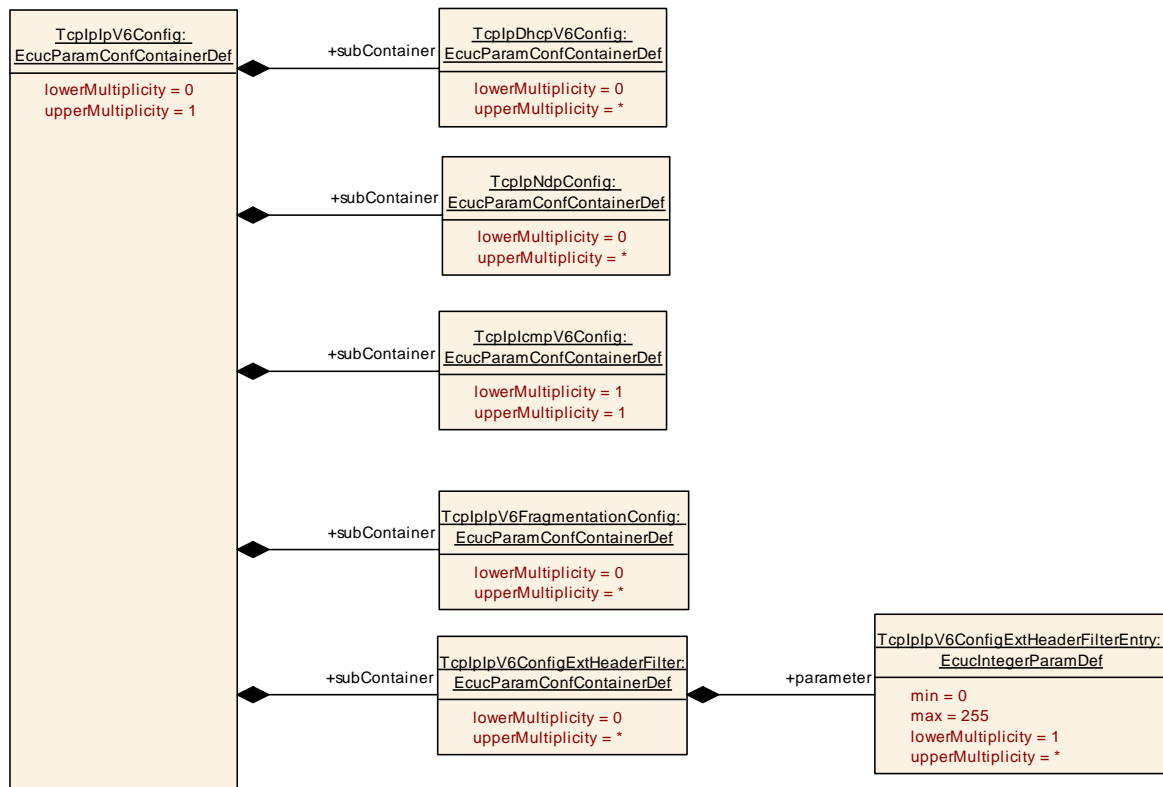 TcpIpIpV6Config:
EcucParamConfContainerDef
lowerMultiplicity = 0
upperMultiplicity = 1
+subContainer
TcpIpDhcpV6Config:
EcucParamConfContainerDef
lowerMultiplicity = 0
upperMultiplicity = *
+subContainer
TcpIpNdpConfig:
EcucParamConfContainerDef
lowerMultiplicity = 0
upperMultiplicity = *
+subContainer
TcpIpIcmpV6Config:
EcucParamConfContainerDef
lowerMultiplicity = 1
upperMultiplicity = 1
+subContainer
TcpIpIpV6FragmentationConfig:
EcucParamConfContainerDef
lowerMultiplicity = 0
upperMultiplicity = *
+subContainer
TcpIpIpV6ConfigExtHeaderFilter:
EcucParamConfContainerDef
lowerMultiplicity = 0
upperMultiplicity = *
+parameter
TcpIpIpV6ConfigExtHeaderFilterEntry:
EcucIntegerParamDef
min = 0
max = 255
lowerMultiplicity = 1
upperMultiplicity = *